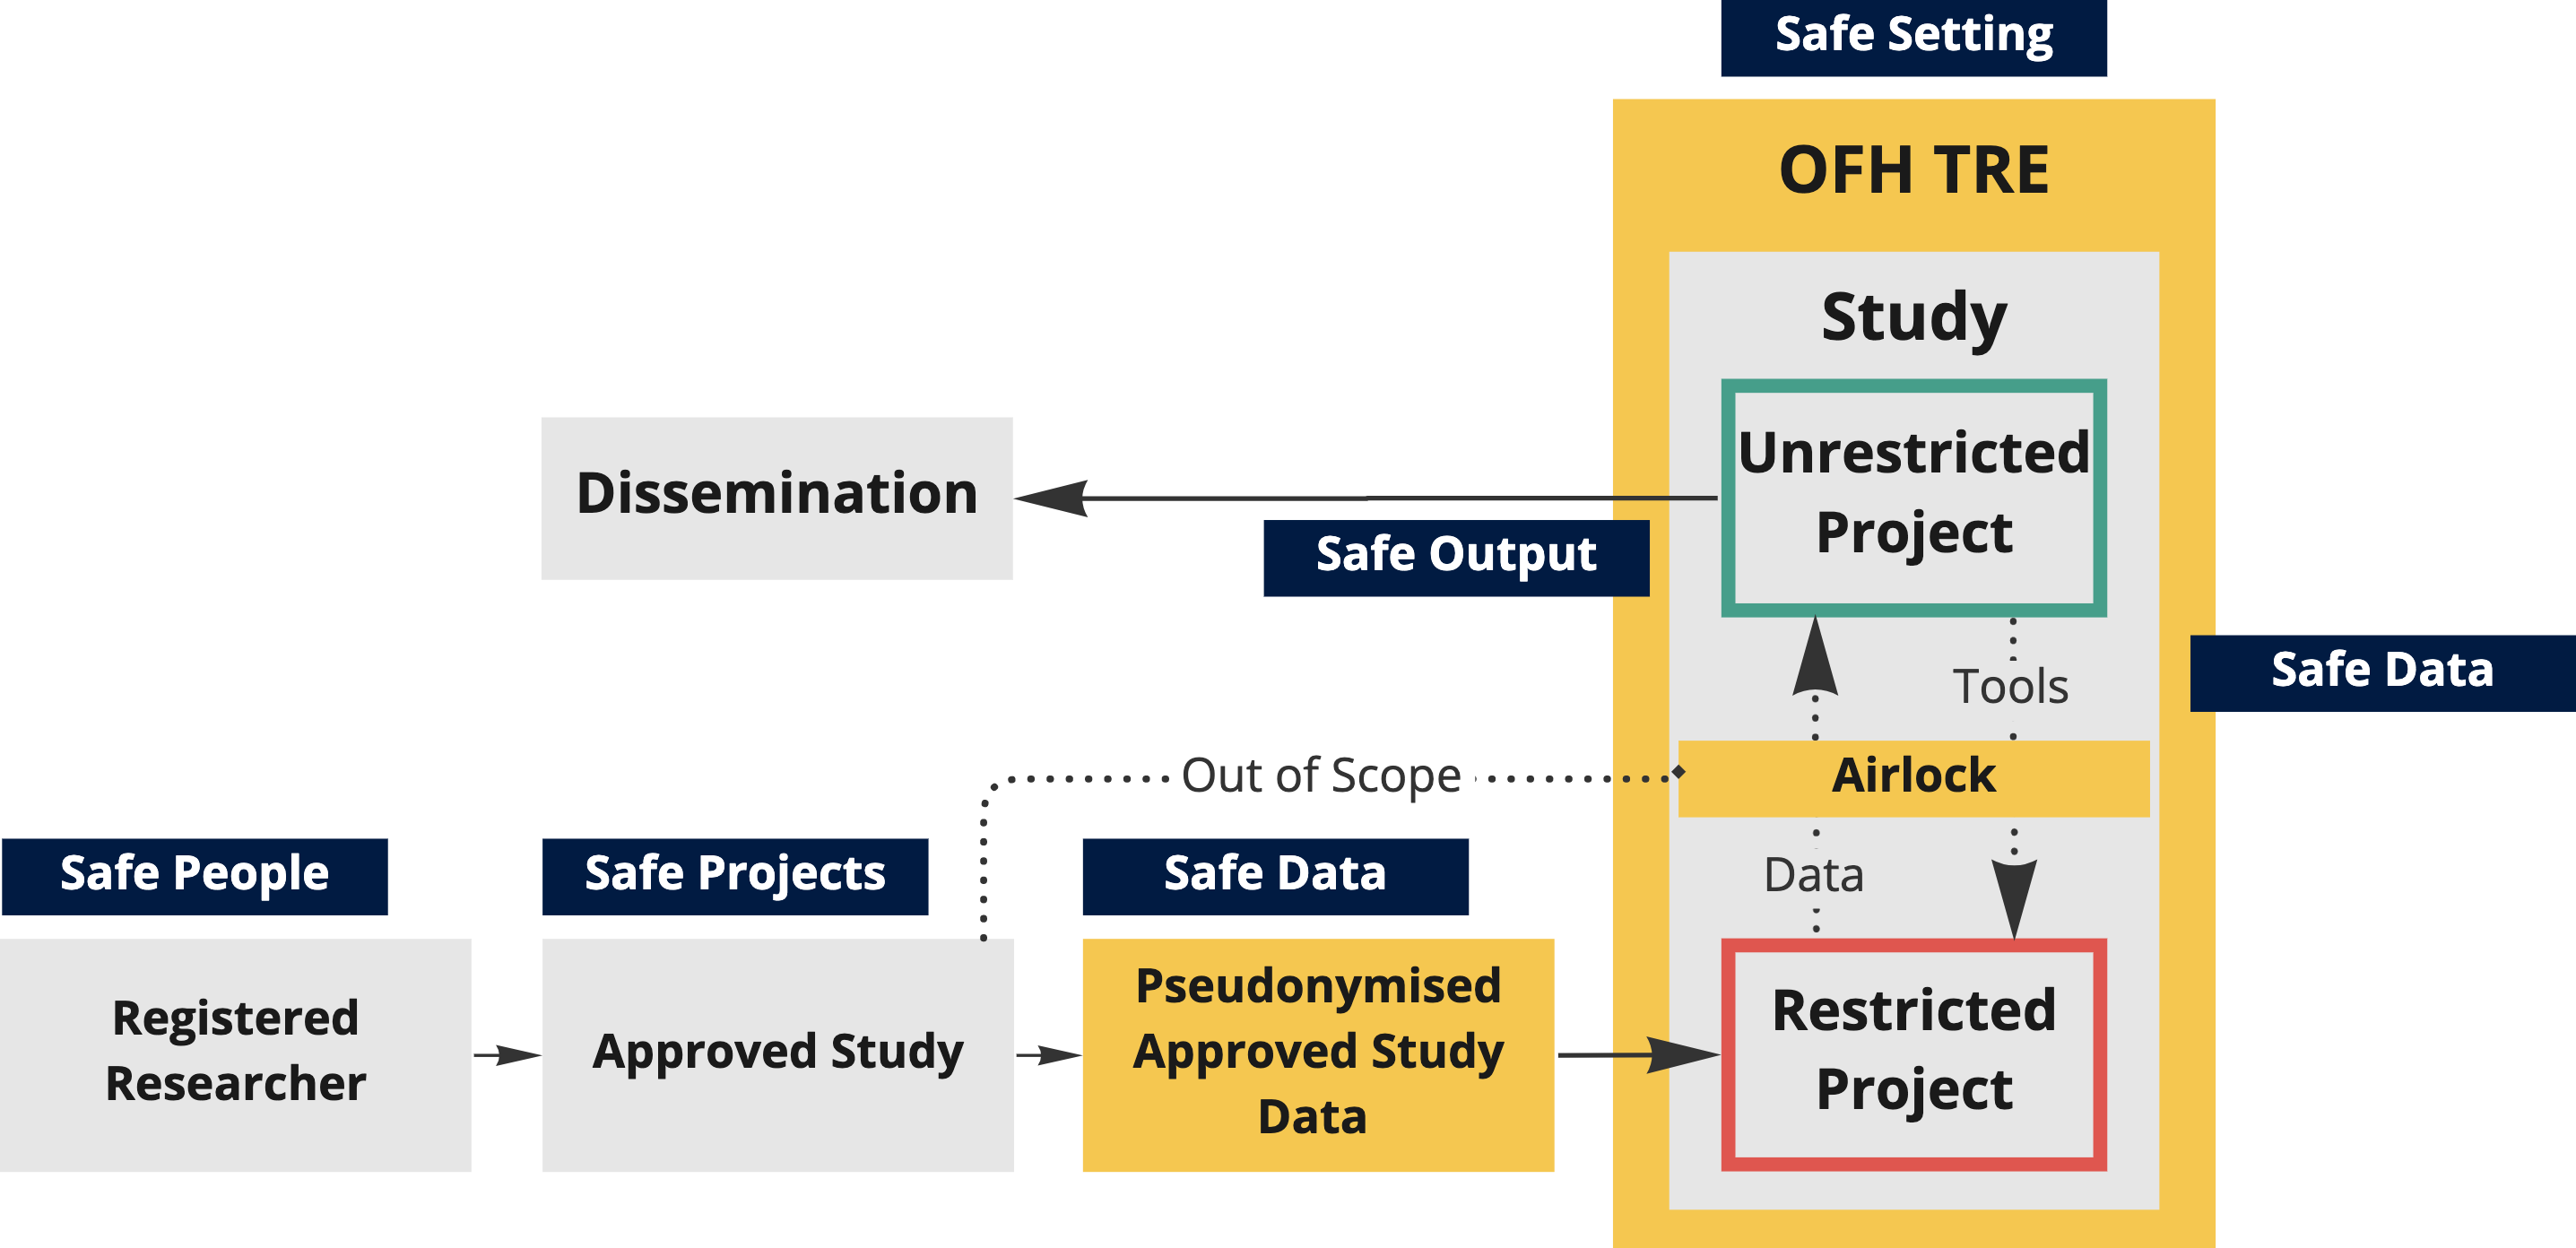 Safe Setting
OFH TRE
Study
Unrestricted
Project
Dissemination
Safe Output
Safe Data
Tools
Out of Scope
Airlock
Data
Safe People
Safe Projects
Safe Data
Registered
Researcher
Approved Study
Pseudonymised
Approved Study
Data
Restricted
Project